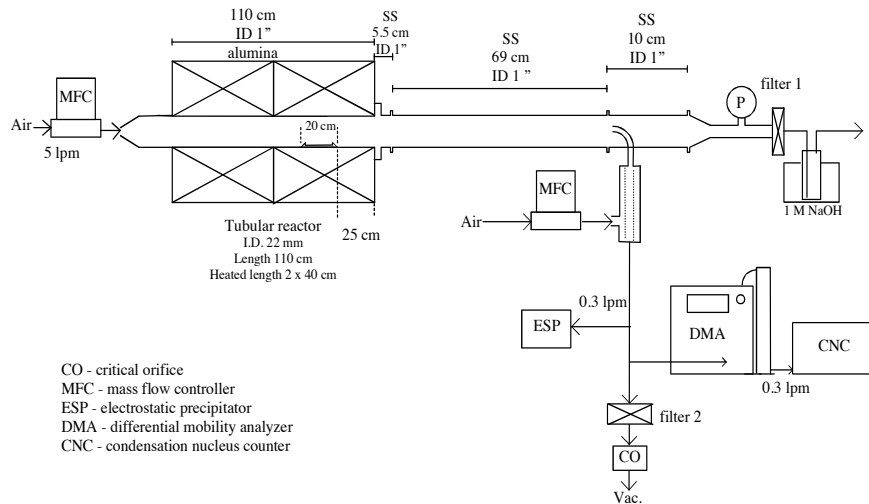 110 cm
ID 1”
alumina
SS
5.5 cm
ID 1”
SS
69 cm
ID 1”
SS
10 cm
ID 1”
MFC
Air
5 lpm
20 cm
P
filter 1
1 M NaOH
Tubular reactor
I.D. 22 mm
Length 110 cm
Heated length 2 x 40 cm
25 cm
MFC
Air
0.3 lpm
ESP
DMA
CNC
0.3 lpm
filter 2
CO
Vac.
CO - critical orifice
MFC - mass flow controller
ESP - electrostatic precipitator
DMA - differential mobility analyzer
CNC - condensation nucleus counter